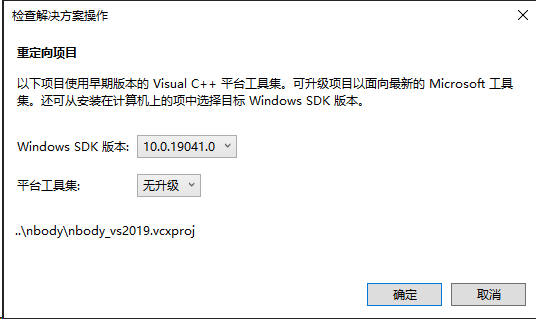 检查解决方案操作
重定向项目
以下项目使用早期版本的 Visual C++ 平台工具集。可升级项目以面向最新的 Microsoft 工具
集。还可从安装在计算机上的项中选择目标 Windows SDK 版本。
Windows SDK 版本: 10.0.19041.0
平台工具集: 无升级
..\nbody\nbody_vs2019.vcxproj
确定 取消